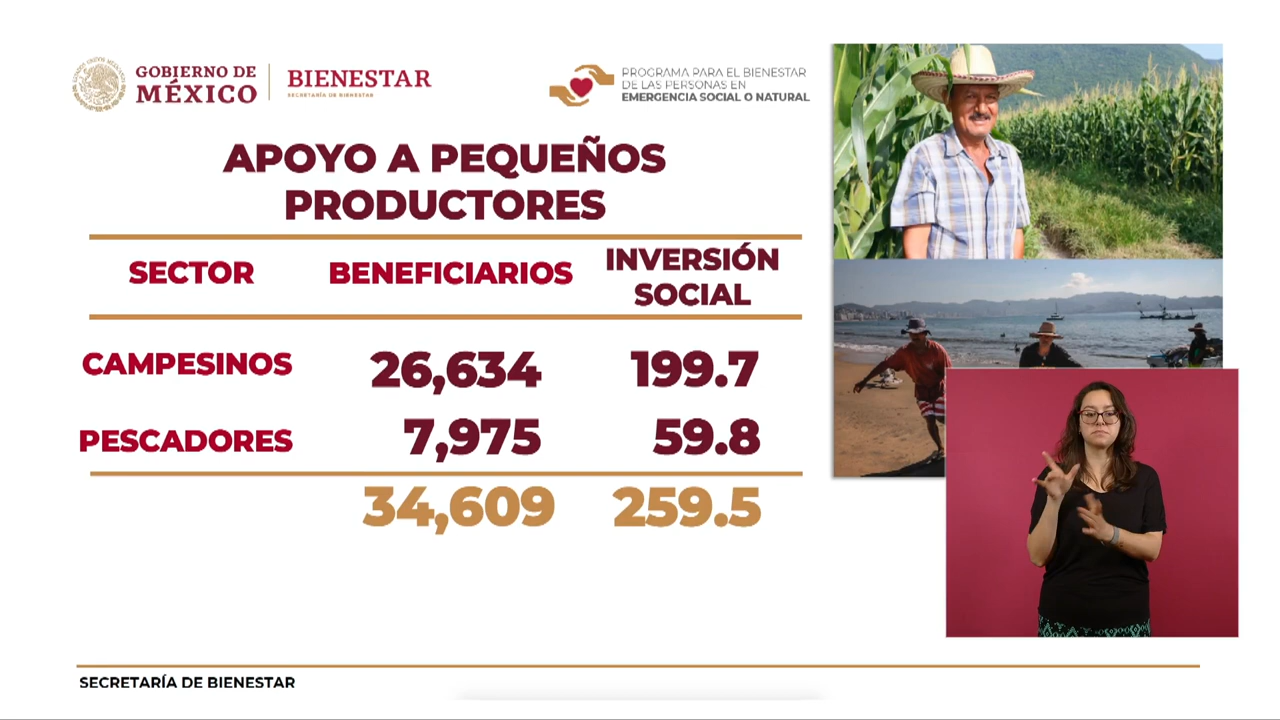 GOBIERNO DE
MÉXICO
BIENESTAR
SECRETARÍA DE BIENESTAR
PROGRAMA PARA EL BIENESTAR
DE LAS PERSONAS EN
EMERGENCIA SOCIAL O NATURAL
APOYO A PEQUEÑOS
PRODUCTORES
SECTOR BENEFICIARIOS INVERSIÓN
SOCIAL
CAMPESINOS 26,634 199.7
PESCADORES 7,975 59.8
34,609 259.5
SECRETARÍA DE BIENESTAR